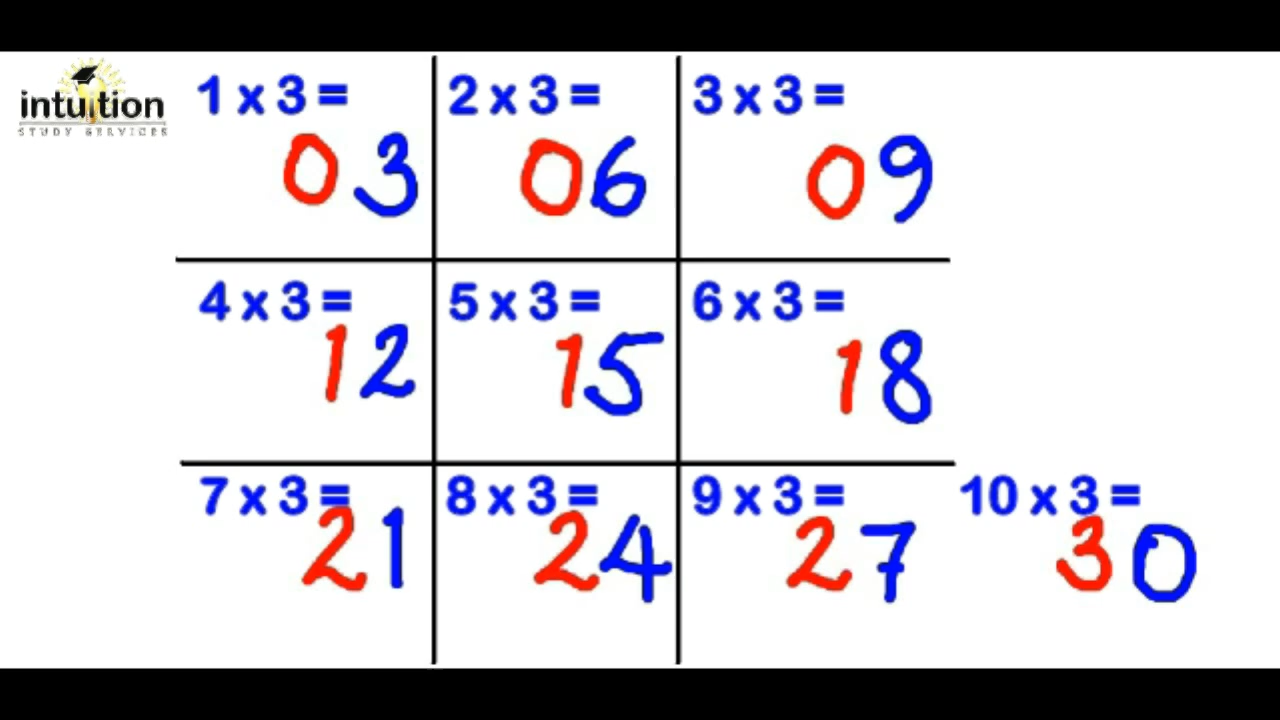 intuition
STUDY SERVICES
1 x 3 = 2 x 3 = 3 x 3 =
03 06 09
4 x 3 = 5 x 3 = 6 x 3 =
12 15 18
7 x 3 = 8 x 3 = 9 x 3 = 10 x 3 =
21 24 27 30